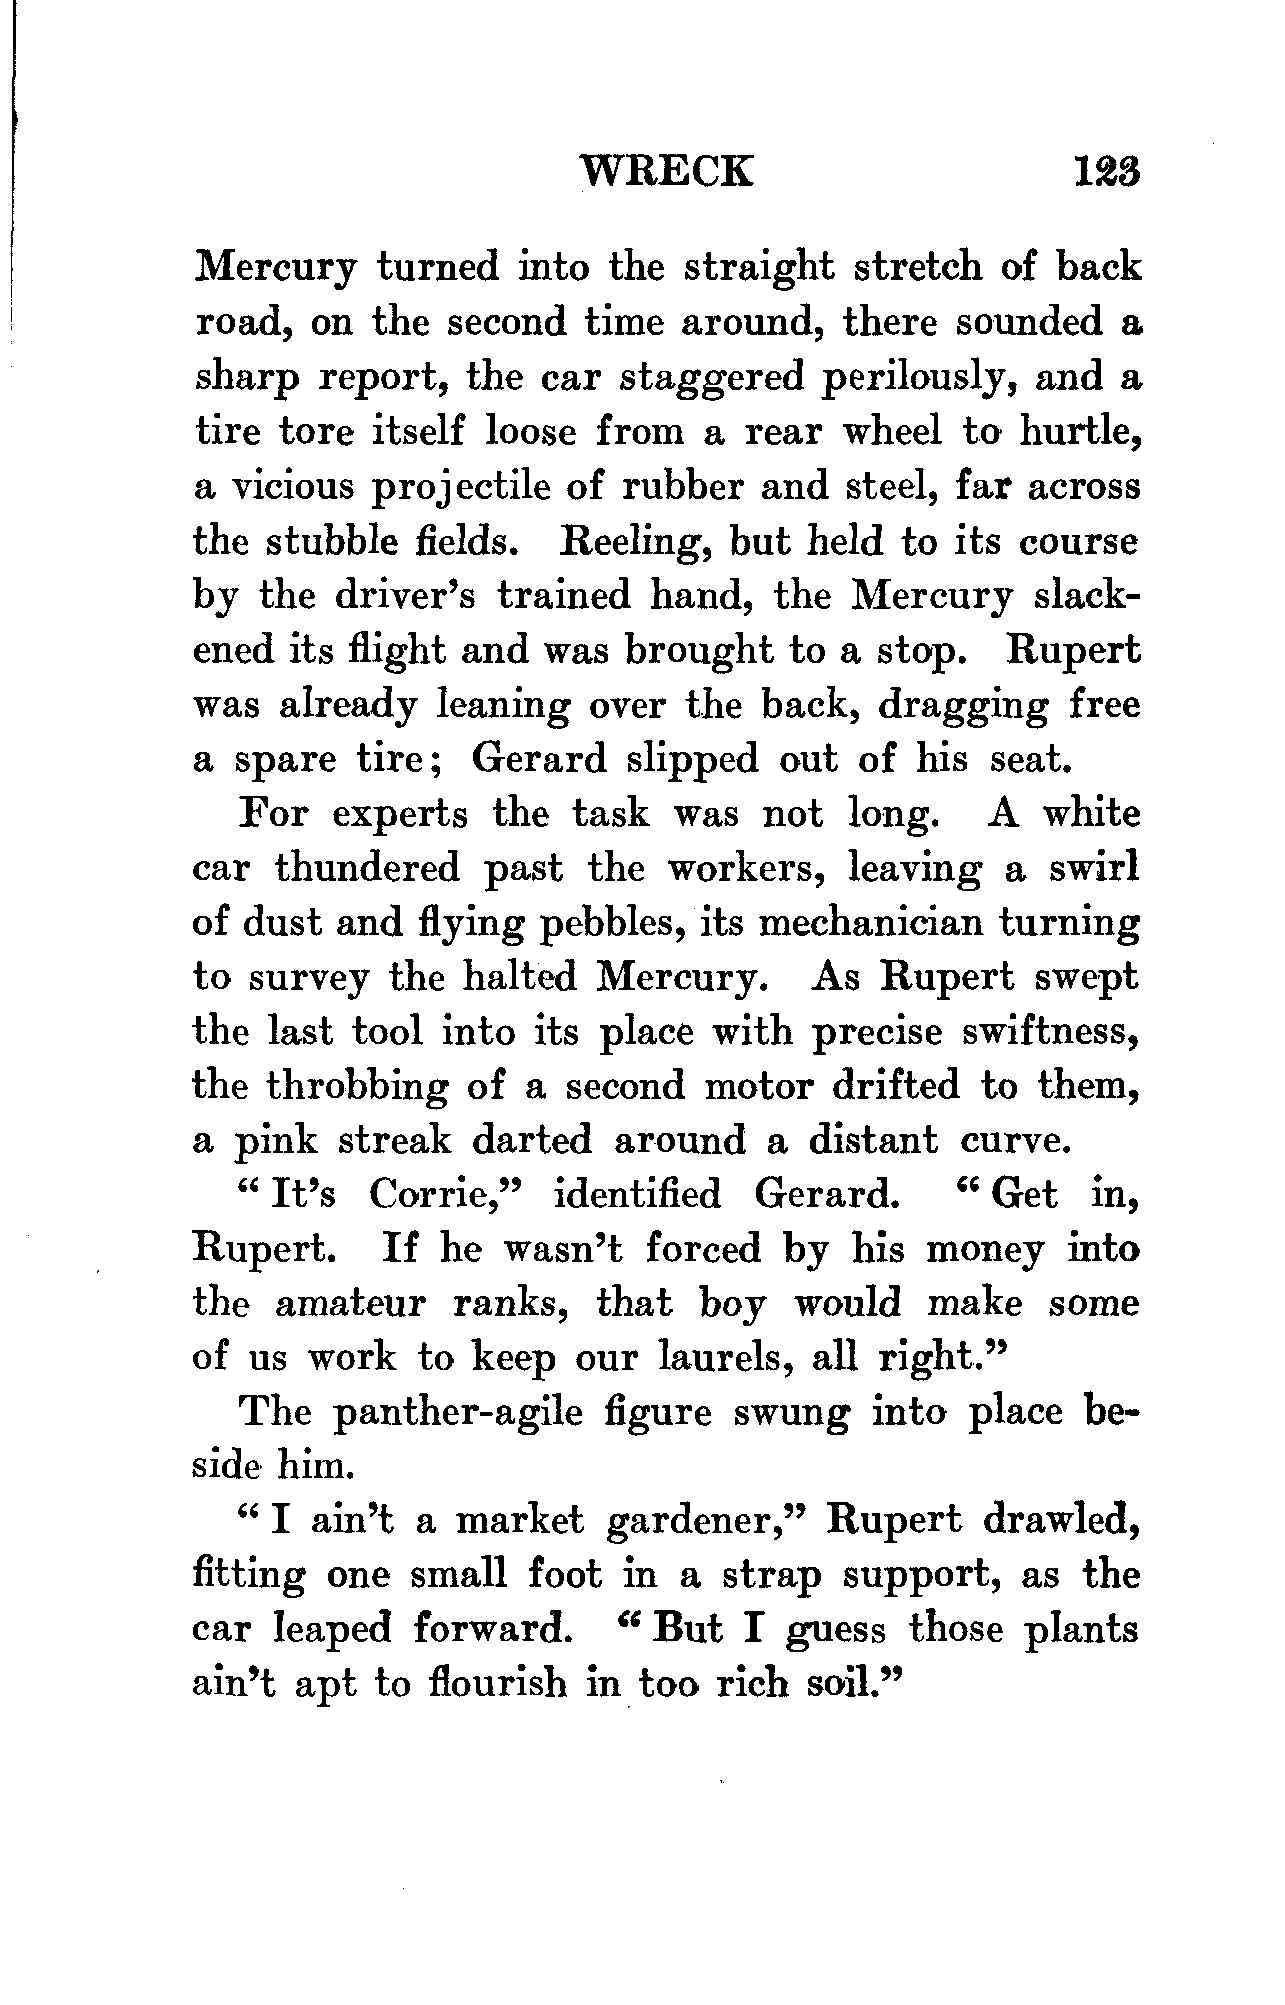 WRECK 123
Mercury turned into the straight stretch of back
road, on the second time around, there sounded a
sharp report, the car staggered perilously, and a
tire tore itself loose from a rear wheel to hurtle,
a vicious projectile of rubber and steel, far across
the stubble fields. Reeling, but held to its course
by the driver's trained hand, the Mercury slack-
ened its flight and was brought to a stop. Rupert
was already leaning over the back, dragging free
a spare tire; Gerard slipped out of his seat.
For experts the task was not long. A white
car thundered past the workers, leaving a swirl
of dust and flying pebbles, its mechanician turning
to survey the halted Mercury. As Rupert swept
the last tool into its place with precise swiftness,
the throbbing of a second motor drifted to them,
a pink streak darted around a distant curve.
“ It's Corrie,” identified Gerard. “ Get in,
Rupert. If he wasn't forced by his money into
the amateur ranks, that boy would make some
of us work to keep our laurels, all right.”
The panther-agile figure swung into place be-
side him.
“ I ain't a market gardener,” Rupert drawled,
fitting one small foot in a strap support, as the
car leaped forward. “ But I guess those plants
ain't apt to flourish in too rich soil.”